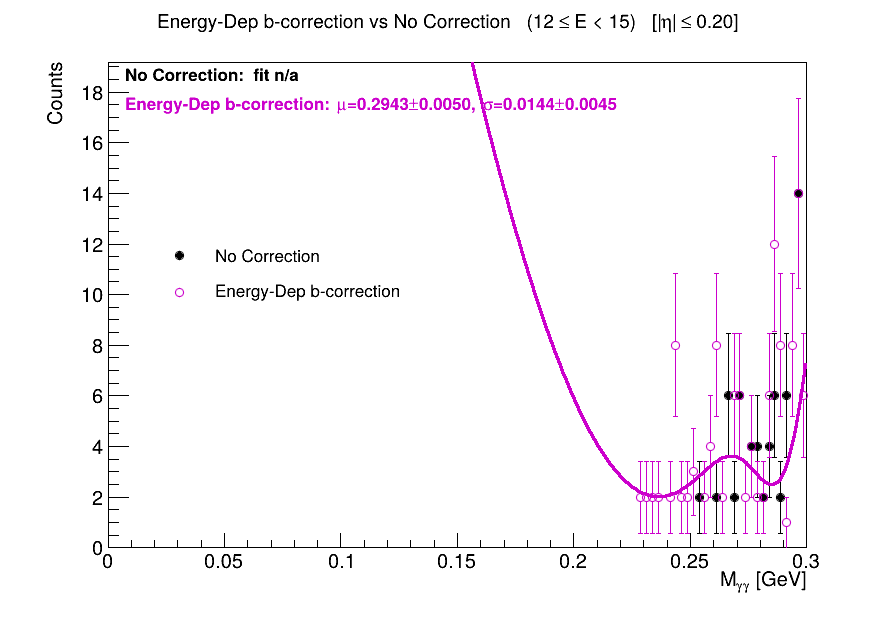 Energy-Dep b-correction vs No Correction (12 ≤ E < 15) [|η| ≤ 0.20]
Counts
No Correction: fit n/a
Energy-Dep b-correction: μ=0.2943±0.0050, σ=0.0144±0.0045
18
16
14
12
10
8
6
4
2
0
No Correction
Energy-Dep b-correction
0 0.05 0.1 0.15 0.2 0.25 0.3
Mγγ [GeV]